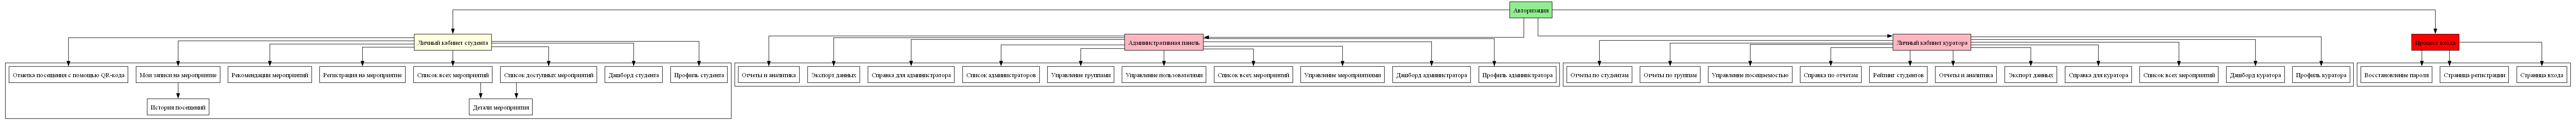 Авторизация
Личный кабинет студента
Административная панель
Личный кабинет куратора
Процесс входа
Отметка посещения с помощью QR-кода
Мои записи на мероприятие
Рекомендации мероприятий
Регистрация на мероприятие
Список всех мероприятий
Список доступных мероприятий
Дашборд студента
Профиль студента
Отчеты и аналитика
Экспорт данных
Справка для администратора
Список администраторов
Управление группами
Управление пользователями
Список всех мероприятий
Управление мероприятиями
Дашборд администратора
Профиль администратора
Отчеты по студентам
Отчеты по группам
Управление посещаемостью
Справка по отчетам
Рейтинг студентов
Отчеты и аналитика
Экспорт данных
Справка для куратора
Список всех мероприятий
Дашборд куратора
Профиль куратора
Восстановление пароля
Страница регистрации
Страница входа
История посещений
Детали мероприятия